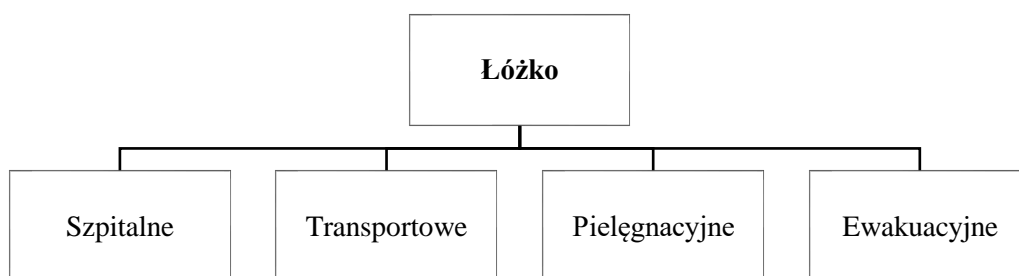 Łóżko
Szpitalne
Transportowe
Pielęgnacyjne
Ewakuacyjne